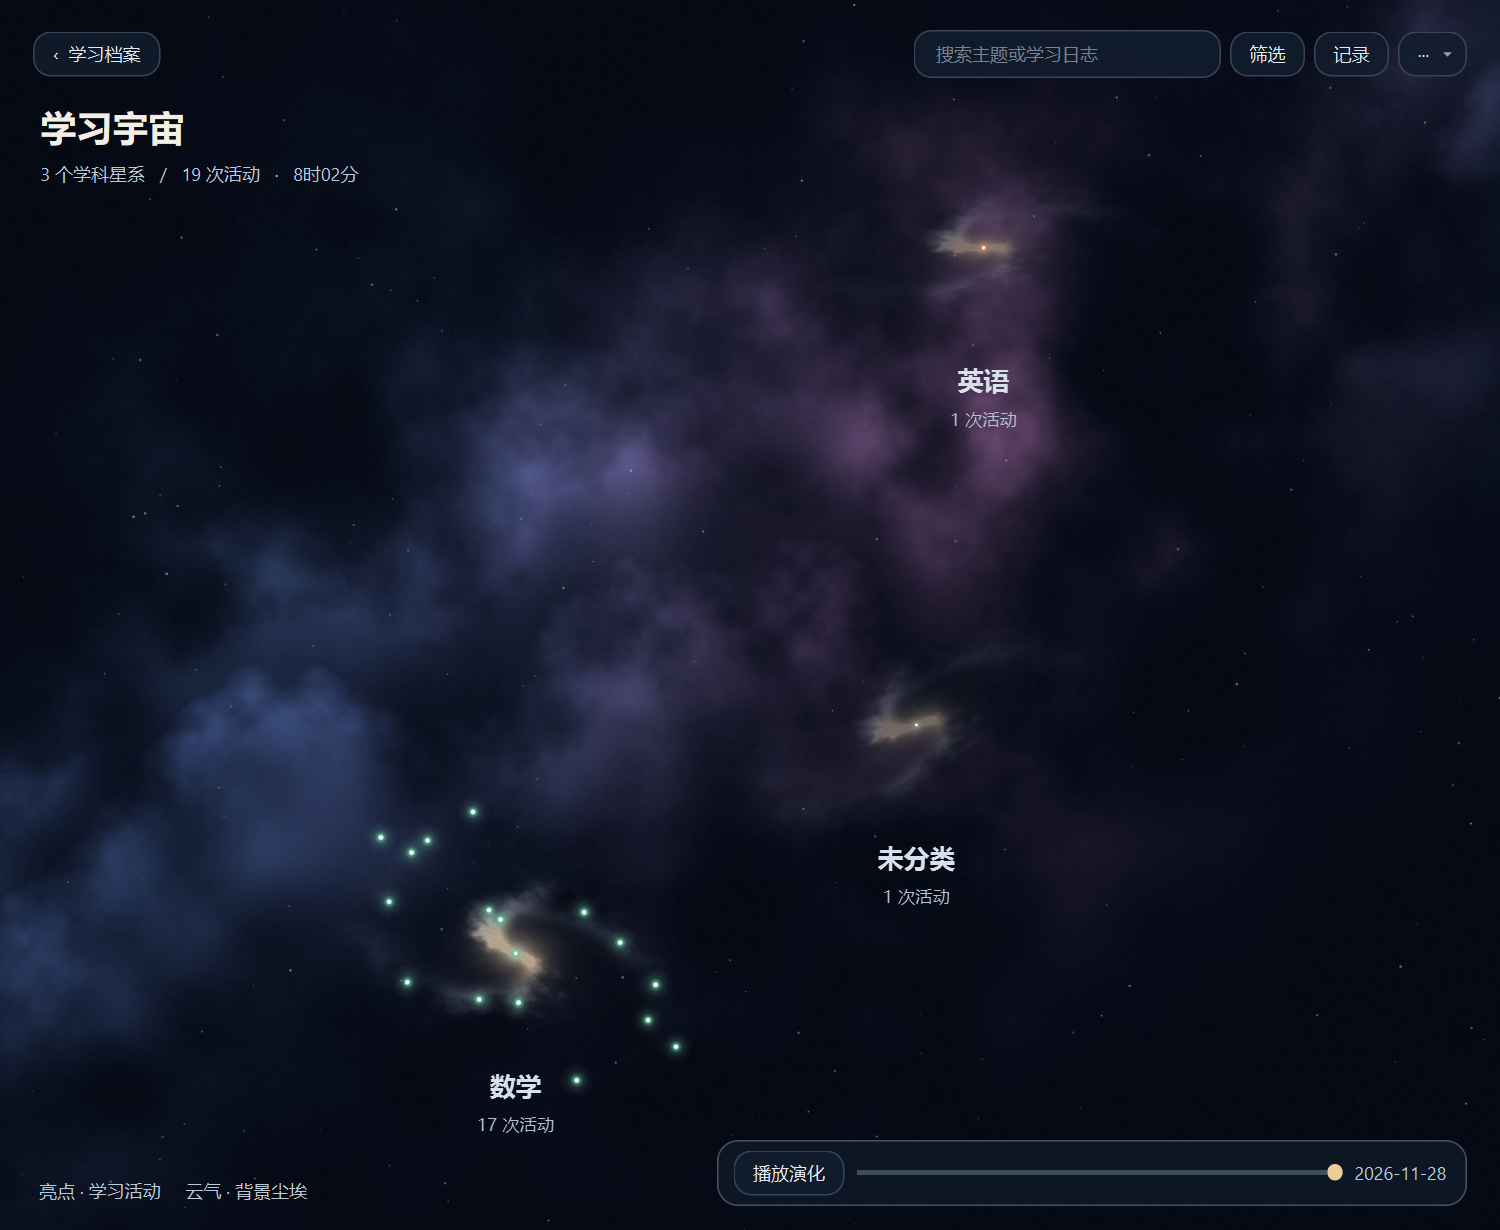 ‹ 学习档案
搜索主题或学习日志
筛选
记录
...
学习宇宙
3 个学科星系 / 19 次活动 · 8时02分
英语
1 次活动
未分类
1 次活动
数学
17 次活动
播放演化
2026-11-28
亮点 · 学习活动 云气 · 背景尘埃